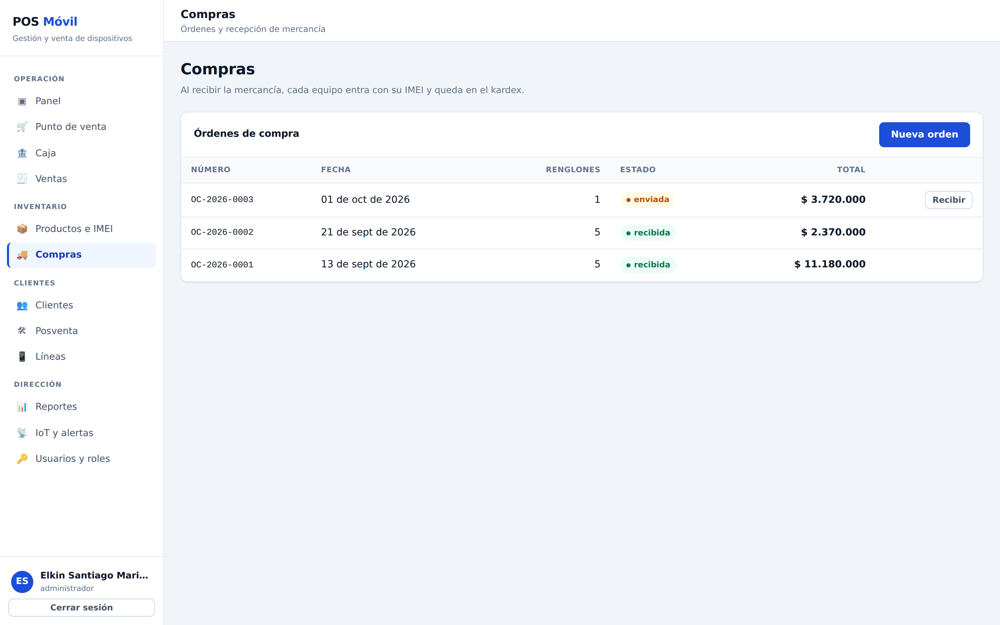 POS Móvil
Gestión y venta de dispositivos
OPERACIÓN
Panel
Punto de venta
Caja
Ventas
INVENTARIO
Productos e IMEI
Compras
CLIENTES
Clientes
Posventa
Líneas
DIRECCIÓN
Reportes
IoT y alertas
Usuarios y roles
ES
Elkin Santiago Mari…
administrador
Cerrar sesión
Compras
Órdenes y recepción de mercancía
Compras
Al recibir la mercancía, cada equipo entra con su IMEI y queda en el kardex.
Órdenes de compra
Nueva orden
NÚMERO FECHA RENGLONES ESTADO TOTAL
OC-2026-0003 01 de oct de 2026 1 enviada $ 3.720.000 Recibir
OC-2026-0002 21 de sept de 2026 5 recibida $ 2.370.000
OC-2026-0001 13 de sept de 2026 5 recibida $ 11.180.000